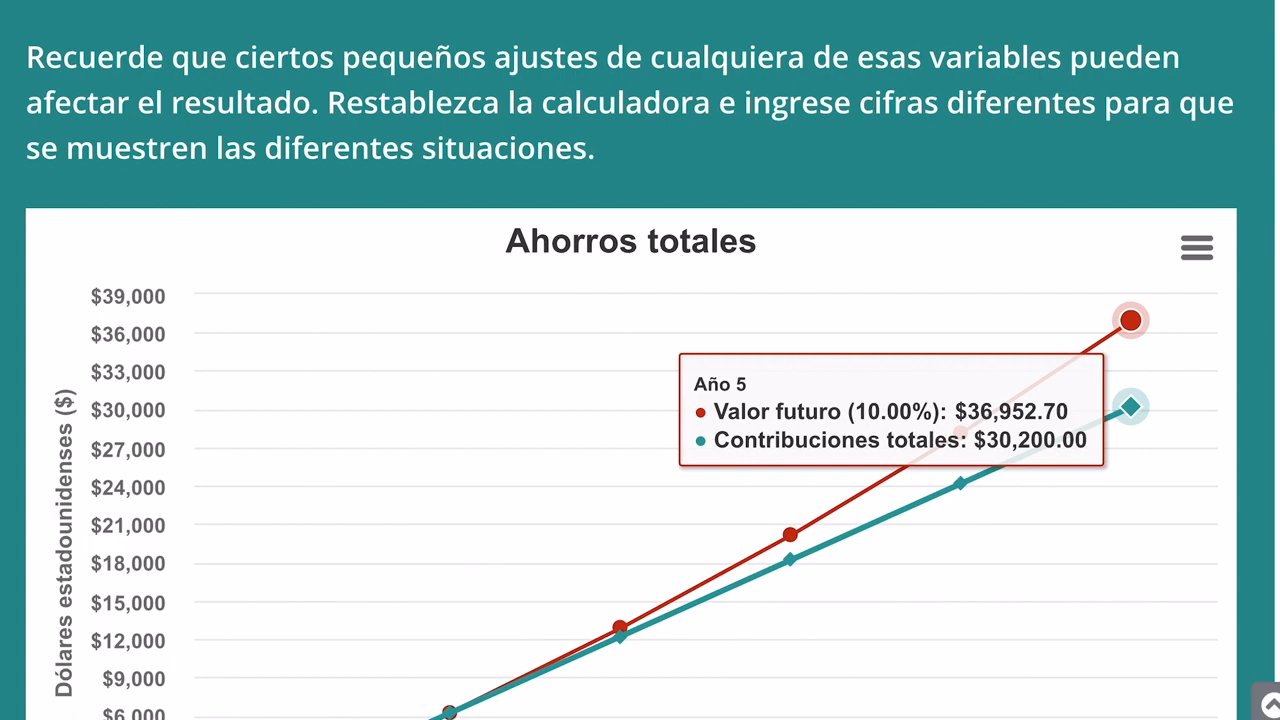 Recuerde que ciertos pequeños ajustes de cualquiera de esas variables pueden
afectar el resultado. Restablezca la calculadora e ingrese cifras diferentes para que
se muestren las diferentes situaciones.
Ahorros totales
$39,000
$36,000
$33,000
$30,000
$27,000
$24,000
$21,000
$18,000
$15,000
$12,000
$9,000
$6,000
Dólares estadounidenses ($)
Año 5
Valor futuro (10.00%): $36,952.70
Contribuciones totales: $30,200.00